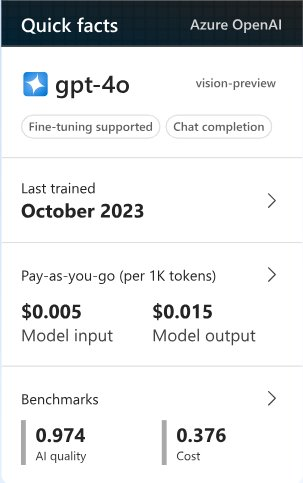 Quick facts Azure OpenAI
gpt-4o vision-preview
Fine-tuning supported Chat completion
Last trained
October 2023
Pay-as-you-go (per 1K tokens)
$0.005 $0.015
Model input Model output
Benchmarks
0.974 0.376
AI quality Cost